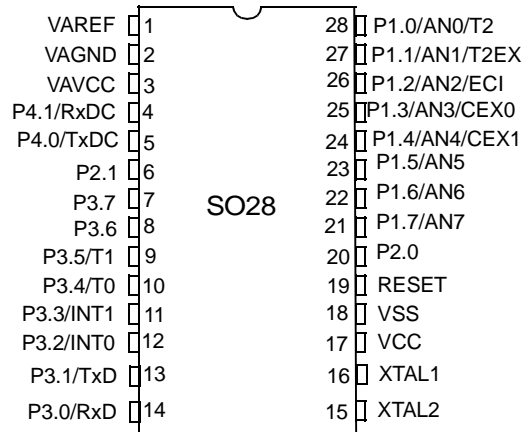 VAREF 1 28 P1.0/AN0/T2
VAGND 2 27 P1.1/AN1/T2EX
VAVCC 3 26 P1.2/AN2/ECI
P4.1/RxDC 4 25 P1.3/AN3/CEX0
P4.0/TxDC 5 24 P1.4/AN4/CEX1
P2.1 6 23 P1.5/AN5
P3.7 7 22 P1.6/AN6
SO28
P3.6 8 21 P1.7/AN7
P3.5/T1 9 20 P2.0
P3.4/T0 10 19 RESET
P3.3/INT1 11 18 VSS
P3.2/INT0 12 17 VCC
P3.1/TxD 13 16 XTAL1
P3.0/RxD 14 15 XTAL2